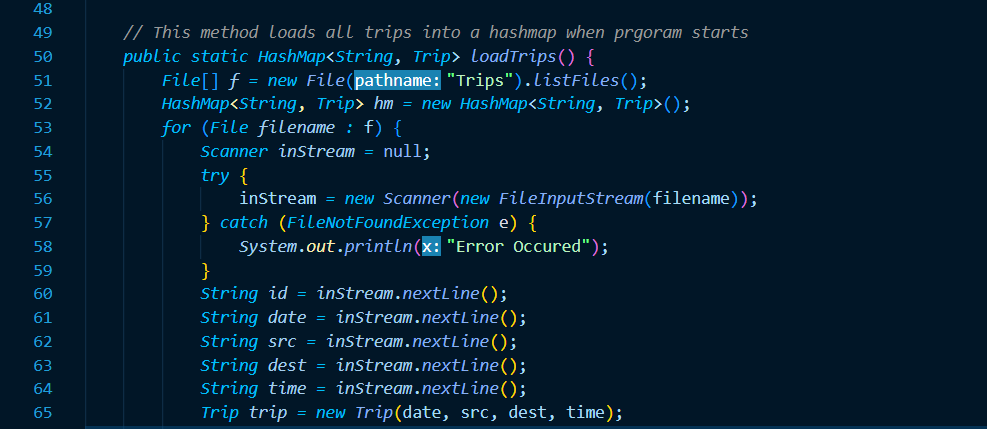 48
49 // This method loads all trips into a hashmap when prgoram starts
50 public static HashMap<String, Trip> loadTrips() {
51 File[] f = new File(pathname: "Trips").listFiles();
52 HashMap<String, Trip> hm = new HashMap<String, Trip>();
53 for (File filename : f) {
54 Scanner inStream = null;
55 try {
56 inStream = new Scanner(new FileInputStream(filename));
57 } catch (FileNotFoundException e) {
58 System.out.println(x: "Error Occured");
59 }
60 String id = inStream.nextLine();
61 String date = inStream.nextLine();
62 String src = inStream.nextLine();
63 String dest = inStream.nextLine();
64 String time = inStream.nextLine();
65 Trip trip = new Trip(date, src, dest, time);